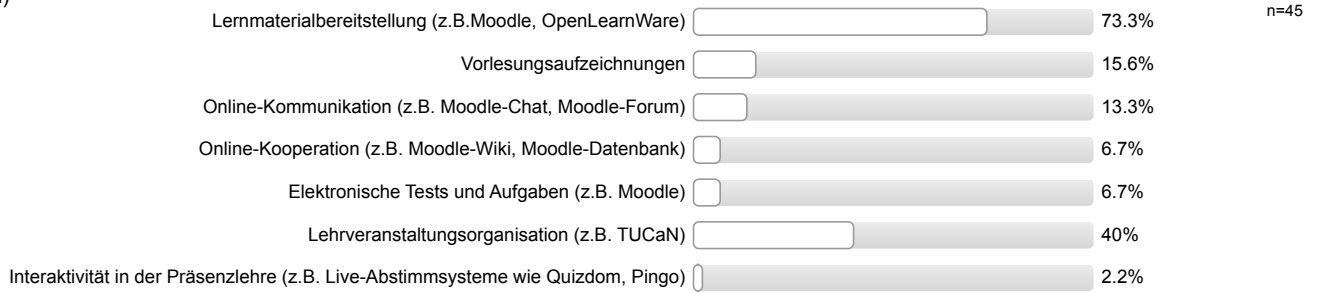 Lernmaterialbereitstellung (z.B.Moodle, OpenLearnWare) 73.3% n=45
Vorlesungsaufzeichnungen 15.6%
Online-Kommunikation (z.B. Moodle-Chat, Moodle-Forum) 13.3%
Online-Kooperation (z.B. Moodle-Wiki, Moodle-Datenbank) 6.7%
Elektronische Tests und Aufgaben (z.B. Moodle) 6.7%
Lehrveranstaltungsorganisation (z.B. TUCaN) 40%
Interaktivität in der Präsenzlehre (z.B. Live-Abstimmsysteme wie Quizdom, Pingo) 2.2%